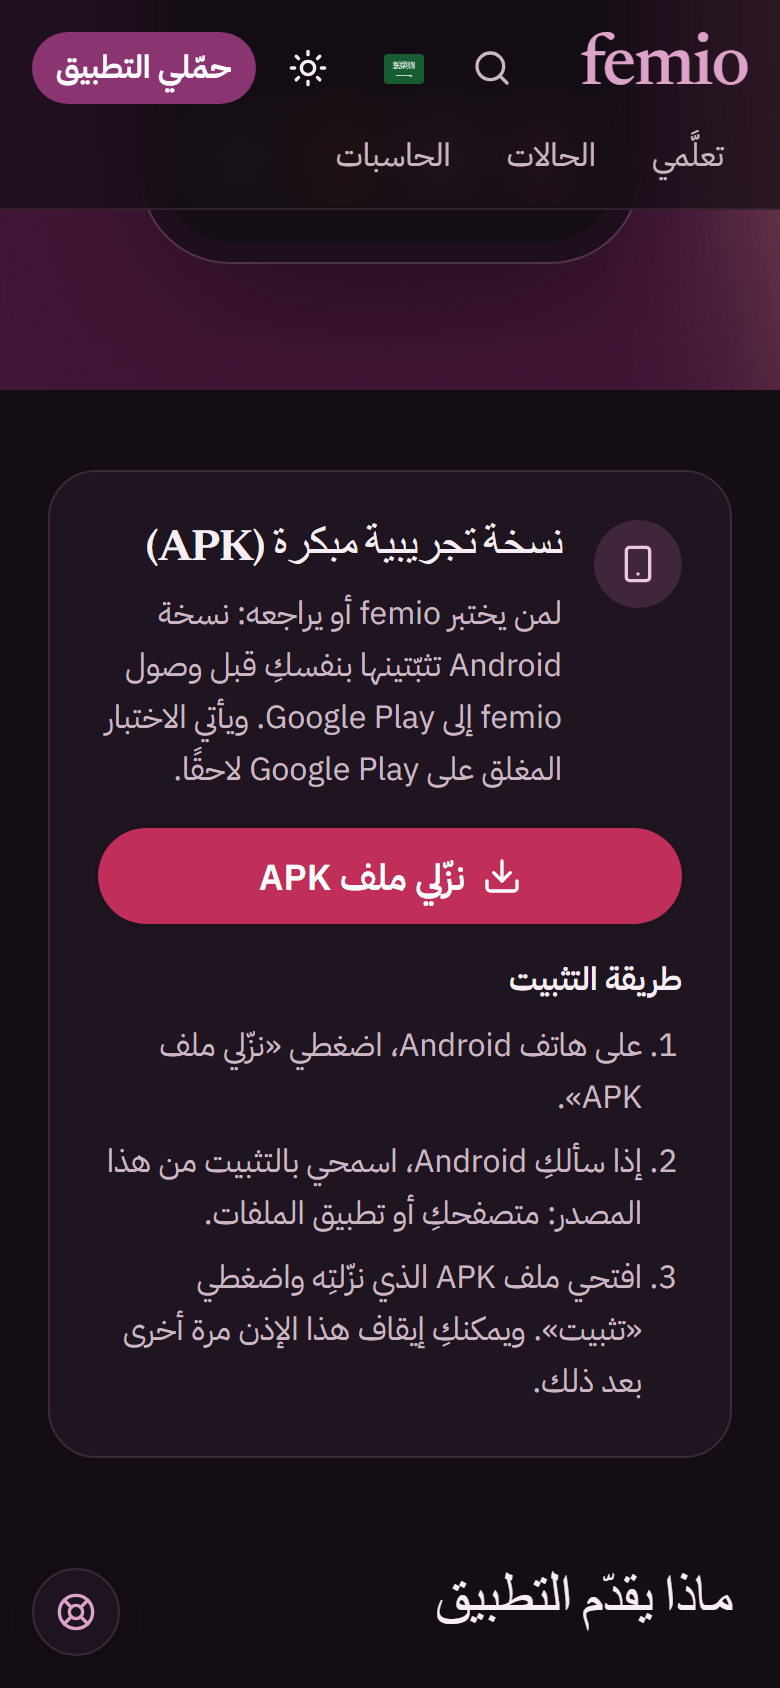 femio
حمّلي التطبيق
تعلَّمي
الحالات
الحاسبات
نسخة تجريبية مبكرة (APK)
لمن يختبر femio أو يراجعه: نسخة
Android تثبّتينها بنفسكِ قبل وصول
femio إلى Google Play. ويأتي الاختبار
المغلق على Google Play لاحقًا.
نزّلي ملف APK
طريقة التثبيت
1. على هاتف Android، اضغطي «نزّلي ملف
APK».
2. إذا سألكِ Android، اسمحي بالتثبيت من هذا
المصدر: متصفحكِ أو تطبيق الملفات.
3. افتحي ملف APK الذي نزّلتِه واضغطي
«تثبيت». ويمكنكِ إيقاف هذا الإذن مرة أخرى
بعد ذلك.
ماذا يقدّم التطبيق